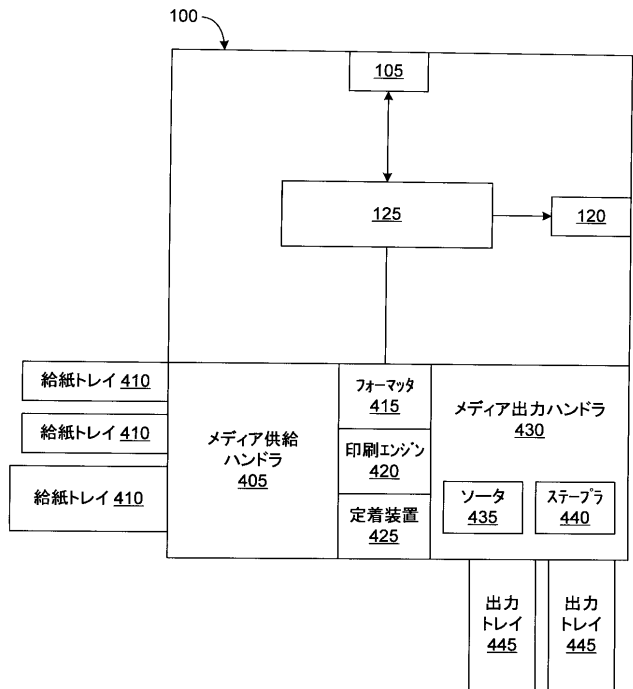 100
105
125
120
給紙トレイ 410
給紙トレイ 410
給紙トレイ 410
メディア供給
ハンドラ
405
フォーマッタ
415
印刷エンジン
420
定着装置
425
メディア出力ハンドラ
430
ソータ
435
ステープラ
440
出力
トレイ
445
出力
トレイ
445